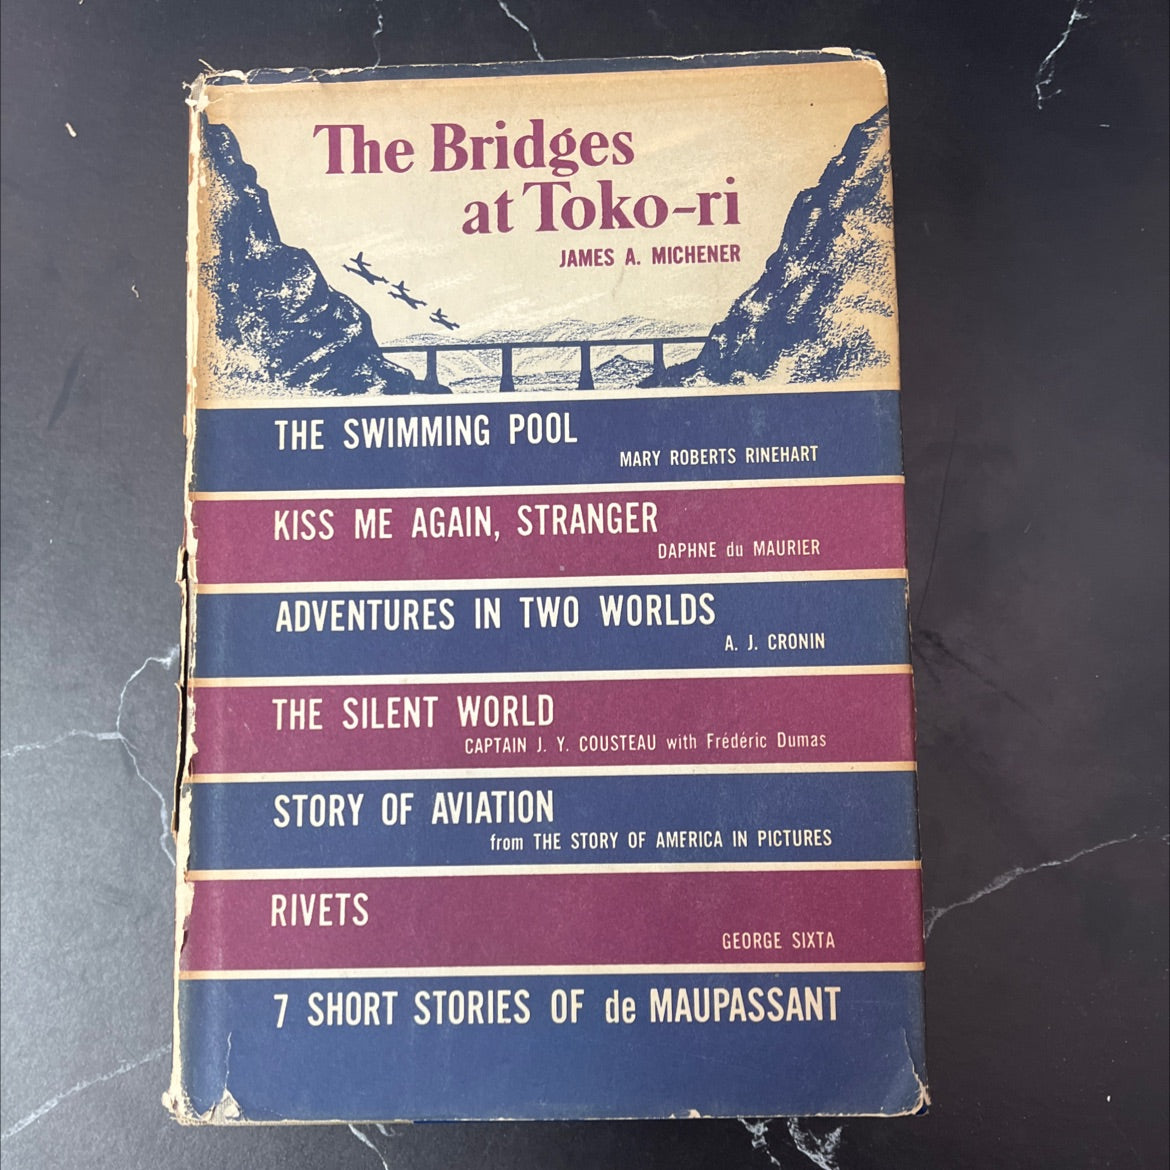 The Bridges
at Toko-ri
JAMES A. MICHENER
THE SWIMMING POOL
MARY ROBERTS RINEHART
KISS ME AGAIN, STRANGER
DAPHNE du MAURIER
ADVENTURES IN TWO WORLDS
A. J. CRONIN
THE SILENT WORLD
CAPTAIN J. Y. COUSTEAU with Frédéric Dumas
STORY OF AVIATION
from THE STORY OF AMERICA IN PICTURES
RIVETS
GEORGE SIXTA
7 SHORT STORIES OF de MAUPASSANT